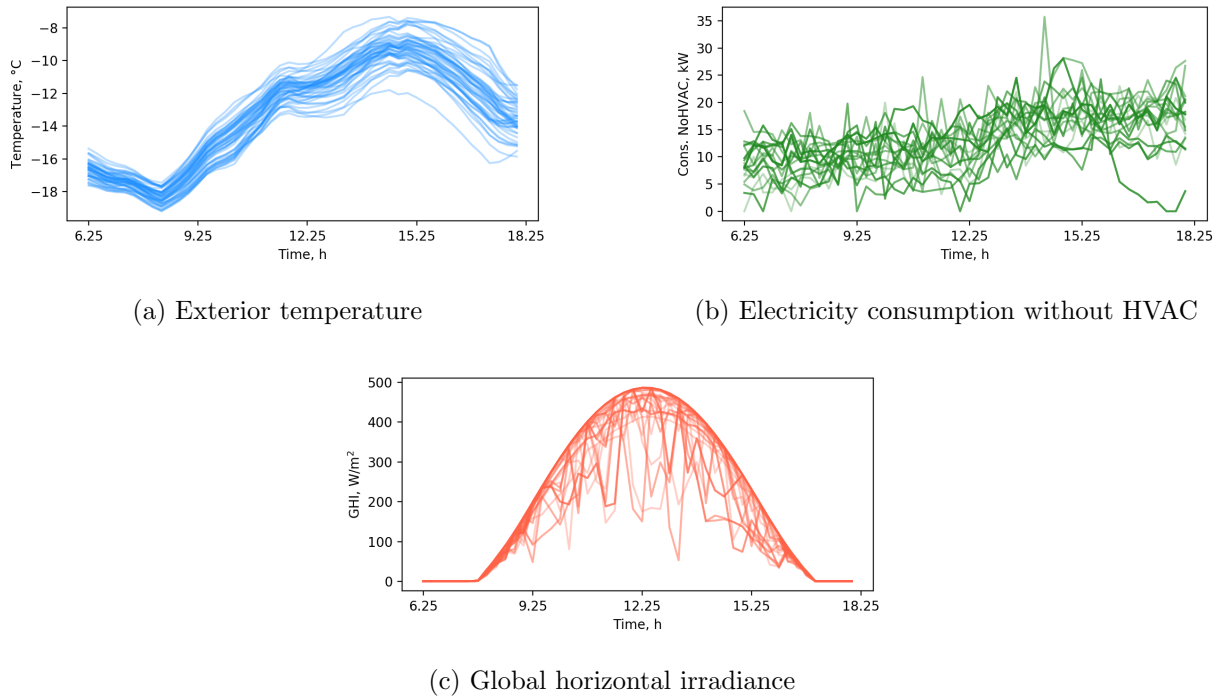 Temperature, °C
−8
−10
−12
−14
−16
−18
6.25 9.25 12.25 15.25 18.25
Time, h
(a) Exterior temperature
Cons. NoHVAC, kW
35
30
25
20
15
10
5
0
6.25 9.25 12.25 15.25 18.25
Time, h
(b) Electricity consumption without HVAC
GHI, W/m²
500
400
300
200
100
0
6.25 9.25 12.25 15.25 18.25
Time, h
(c) Global horizontal irradiance